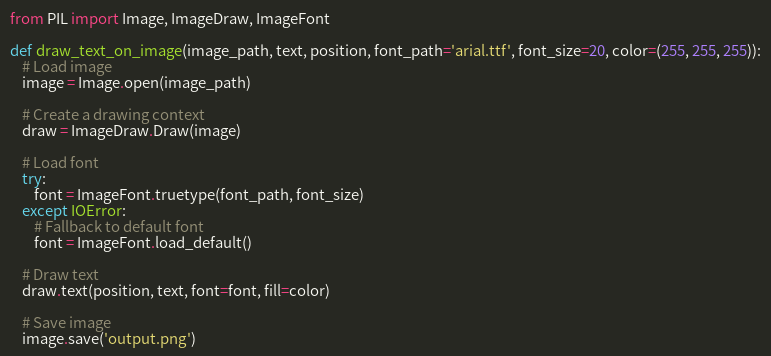 from PIL import Image, ImageDraw, ImageFont

def draw_text_on_image(image_path, text, position, font_path='arial.ttf', font_size=20, color=(255, 255, 255)):
    # Load image
    image = Image.open(image_path)

    # Create a drawing context
    draw = ImageDraw.Draw(image)

    # Load font
    try:
        font = ImageFont.truetype(font_path, font_size)
    except IOError:
        # Fallback to default font
        font = ImageFont.load_default()

    # Draw text
    draw.text(position, text, font=font, fill=color)

    # Save image
    image.save('output.png')